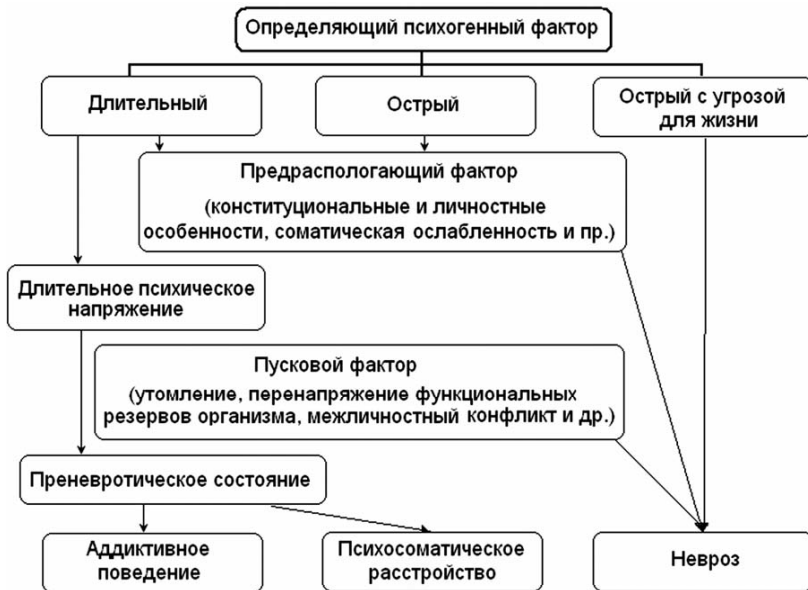 Определяющий психогенный фактор
Длительный
Острый
Острый с угрозой
для жизни
Предраспологающий фактор
(конституциональные и личностные
особенности, соматическая ослабленность и пр.)
Длительное психическое
напряжение
Пусковой фактор
(утомление, перенапряжение функциональных
резервов организма, межличностный конфликт и др.)
Преневротическое состояние
Аддиктивное
поведение
Психосоматическое
расстройство
Невроз